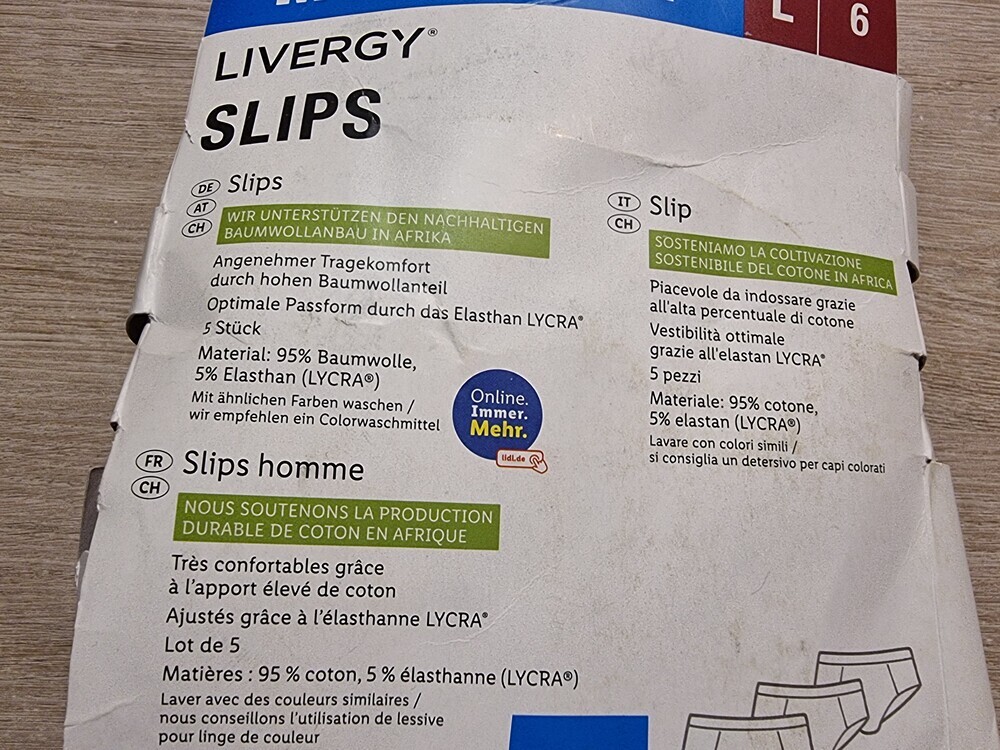 L
6
LIVERGY®
SLIPS
DE
AT
CH
Slips
WIR UNTERSTÜTZEN DEN NACHHALTIGEN
BAUMWOLLANBAU IN AFRIKA
Angenehmer Tragekomfort
durch hohen Baumwollanteil
Optimale Passform durch das Elasthan LYCRA®
5 Stück
Material: 95% Baumwolle,
5% Elasthan (LYCRA®)
Mit ähnlichen Farben waschen /
wir empfehlen ein Colorwaschmittel
Online.
Immer.
Mehr.
lidl.de
IT
CH
Slip
SOSTENIAMO LA COLTIVAZIONE
SOSTENIBILE DEL COTONE IN AFRICA
Piacevole da indossare grazie
all'alta percentuale di cotone
Vestibilità ottimale
grazie all'elastan LYCRA®
5 pezzi
Materiale: 95% cotone,
5% elastan (LYCRA®)
Lavare con colori simili /
si consiglia un detersivo per capi colorati
FR
CH
Slips homme
NOUS SOUTENONS LA PRODUCTION
DURABLE DE COTON EN AFRIQUE
Très confortables grâce
à l'apport élevé de coton
Ajustés grâce à l'élasthanne LYCRA®
Lot de 5
Matières : 95 % coton, 5 % élasthanne (LYCRA®)
Laver avec des couleurs similaires /
nous conseillons l'utilisation de lessive
pour linge de couleur